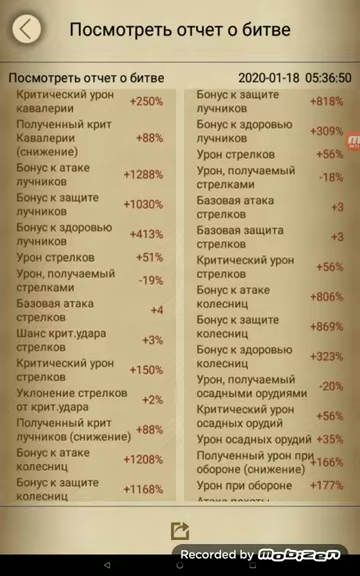 Посмотреть отчет о битве
Посмотреть отчет о битве 2020-01-18 05:36:50
Критический урон
кавалерии +250%
Полученный крит
Кавалерии +88%
(снижение)
Бонус к атаке
лучников +1288%
Бонус к защите
лучников +1030%
Бонус к здоровью
лучников +413%
Урон стрелков +51%
Урон, получаемый
стрелками -19%
Базовая атака
стрелков +4
Шанс крит.удара
стрелков +3%
Критический урон
стрелков +150%
Уклонение стрелков
от крит.удара +2%
Полученный крит
лучников (снижение) +88%
Бонус к атаке
колесниц +1208%
Бонус к защите
колесниц +1168%
Бонус к защите
лучников +818%
Бонус к здоровью
лучников +309%
Урон стрелков +56%
Урон, получаемый
стрелками -18%
Базовая атака
стрелков +3
Базовая защита
стрелков +3
Критический урон
стрелков +56%
Бонус к атаке
колесниц +806%
Бонус к защите
колесниц +869%
Бонус к здоровью
колесниц +323%
Урон, получаемый
осадными орудиями -20%
Критический урон
осадных орудий +56%
Урон осадных орудий +35%
Полученный урон при
обороне (снижение) +166%
Урон при обороне +177%
Атака пехоты
Recorded by mobizen